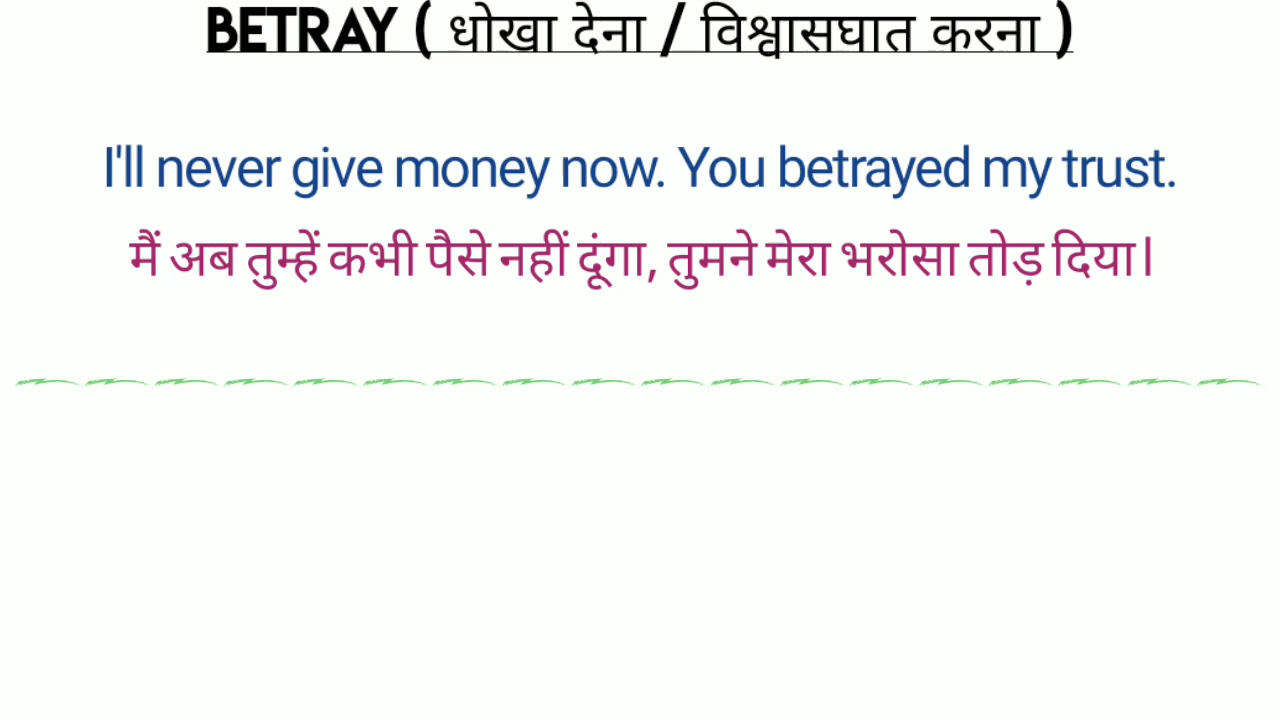 BETRAY ( धोखा देना / विश्वासघात करना )
I'll never give money now. You betrayed my trust.
मैं अब तुम्हें कभी पैसे नहीं दूंगा, तुमने मेरा भरोसा तोड़ दिया।